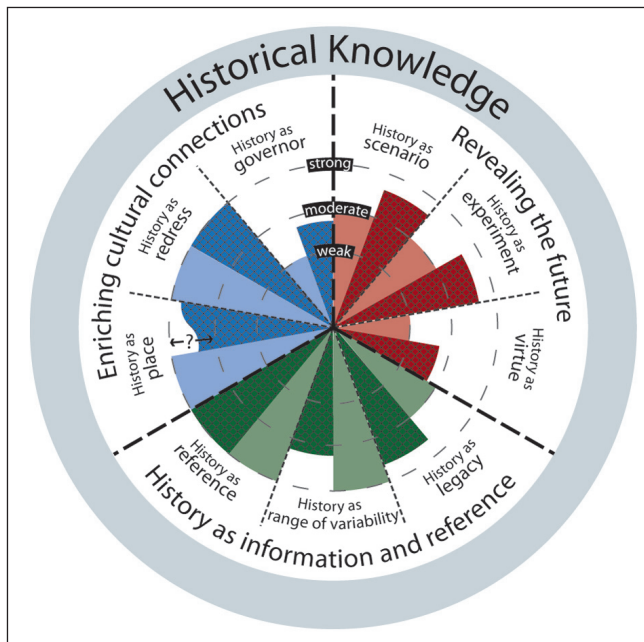 Historical Knowledge
Enriching cultural connections
Revealing the future
History as information and reference
History as
governor
History as
scenario
History as
experiment
History as
virtue
History as
legacy
History as
range of variability
History as
reference
History as
place
History as
redress
strong
moderate
weak
←?→